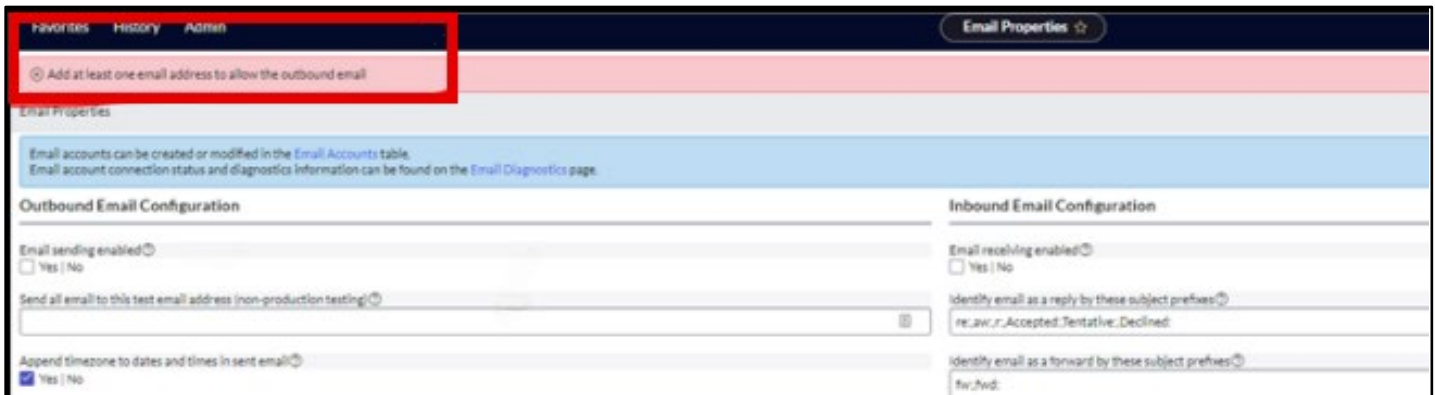 Favorites History Admin
Email Properties
Add at least one email address to allow the outbound email
Email Properties
Email accounts can be created or modified in the Email Accounts table.
Email account connection status and diagnostics information can be found on the Email Diagnostics page.
Outbound Email Configuration
Email sending enabled
Yes | No
Send all email to this test email address (non-production testing)
Append timezone to dates and times in sent email
Yes | No
Inbound Email Configuration
Email receiving enabled
Yes | No
Identify email as a reply by these subject prefixes
re:,aw:,r:,Accepted:,Tentative:,Declined:
Identify email as a forward by these subject prefixes
fw:,fwd: